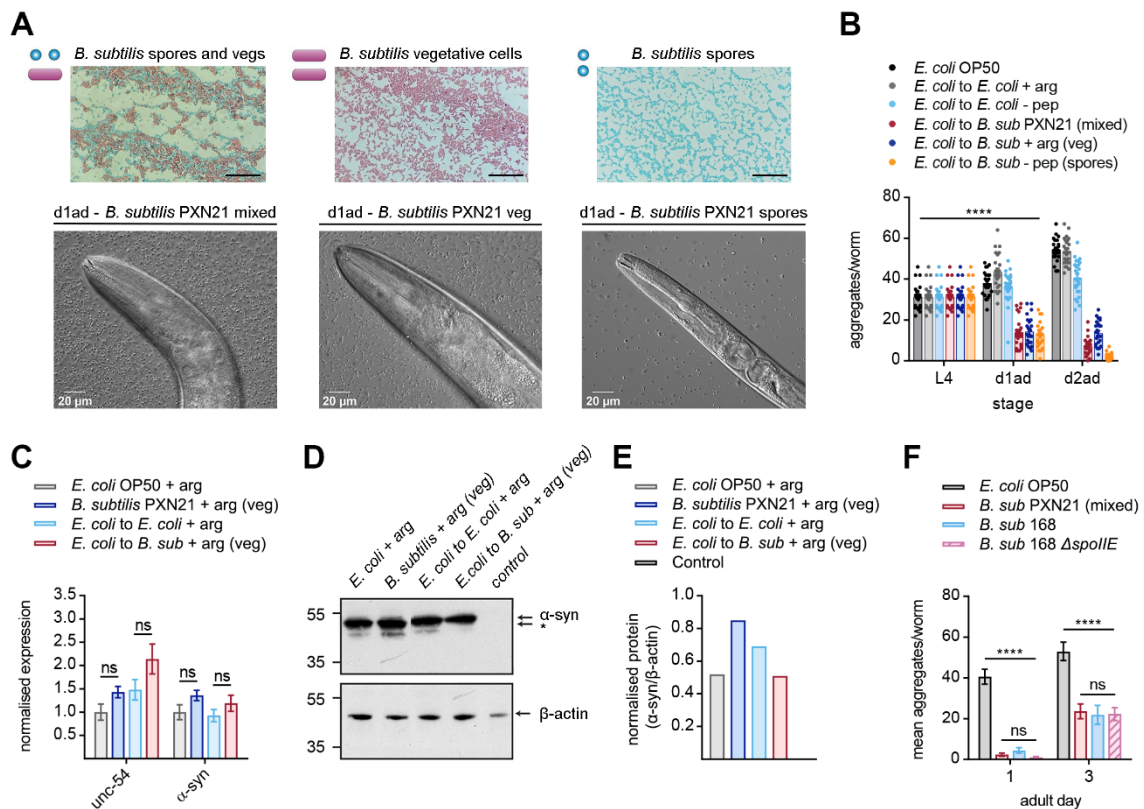 A
B. subtilis spores and vegs
B. subtilis vegetative cells
B. subtilis spores
d1ad - B. subtilis PXN21 mixed
d1ad - B. subtilis PXN21 veg
d1ad - B. subtilis PXN21 spores
20 µm
20 µm
20 µm
B
E. coli OP50
E. coli to E. coli + arg
E. coli to E. coli - pep
E. coli to B. sub PXN21 (mixed)
E. coli to B. sub + arg (veg)
E. coli to B. sub - pep (spores)
aggregates/worm
80
60
40
20
0
****
L4
d1ad
d2ad
stage
C
E. coli OP50 + arg
B. subtilis PXN21 + arg (veg)
E. coli to E. coli + arg
E. coli to B. sub + arg (veg)
normalised expression
3.5
3.0
2.5
2.0
1.5
1.0
0.5
ns
ns
ns
ns
unc-54
α-syn
D
E. coli + arg
B. subtilis + arg (veg)
E. coli to E. coli + arg
E.coli to B. sub + arg (veg)
control
55
35
α-syn
*
55
35
β-actin
E
E. coli OP50 + arg
B. subtilis PXN21 + arg (veg)
E. coli to E. coli + arg
E. coli to B. sub + arg (veg)
Control
normalised protein
(α-syn/β-actin)
1.0
0.8
0.6
0.4
0.2
F
E. coli OP50
B. sub PXN21 (mixed)
B. sub 168
B. sub 168 ΔspoIIE
mean aggregates/worm
80
60
40
20
0
****
ns
****
ns
1
3
adult day